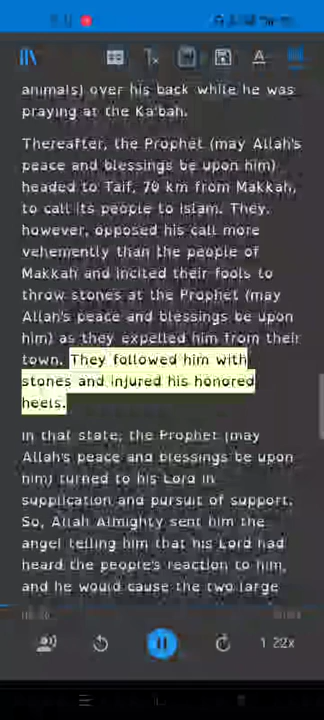 animals) over his back while he was
praying at the Ka'bah.
Thereafter, the Prophet (may Allah's
peace and blessings be upon him)
headed to Taif, 70 km from Makkah,
to call its people to Islam. They,
however, opposed his call more
vehemently than the people of
Makkah and incited their fools to
throw stones at the Prophet (may
Allah's peace and blessings be upon
him) as they expelled him from their
town. They followed him with
stones and injured his honored
heels.
In that state, the Prophet (may
Allah's peace and blessings be upon
him) turned to his Lord in
supplication and pursuit of support.
So, Allah Almighty sent him the
angel telling him that his Lord had
heard the people's reaction to him,
and he would cause the two large
1.22x